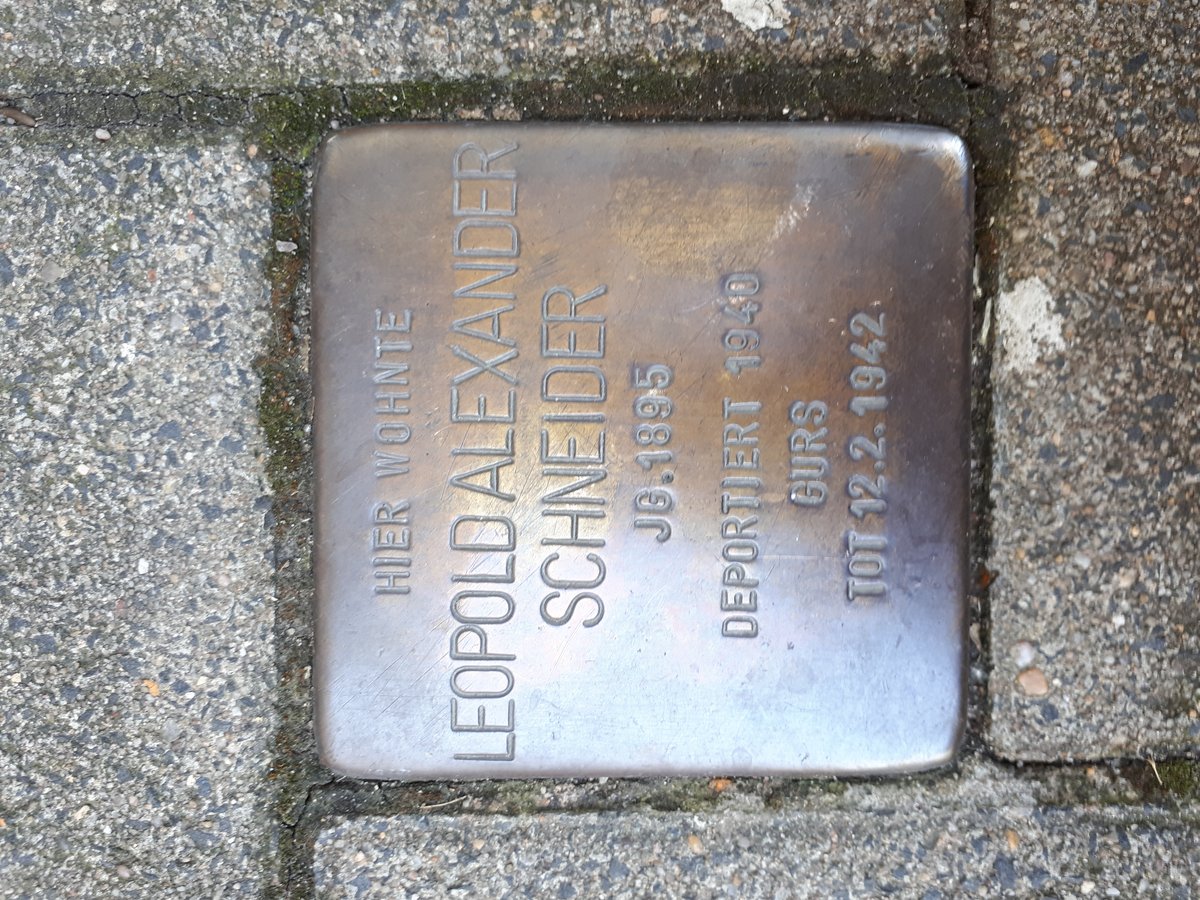 HIER WOHNTE
LEOPOLD ALEXANDER
SCHNEIDER
JG. 1895
DEPORTIERT 1940
GURS
TOT 12.2.1942